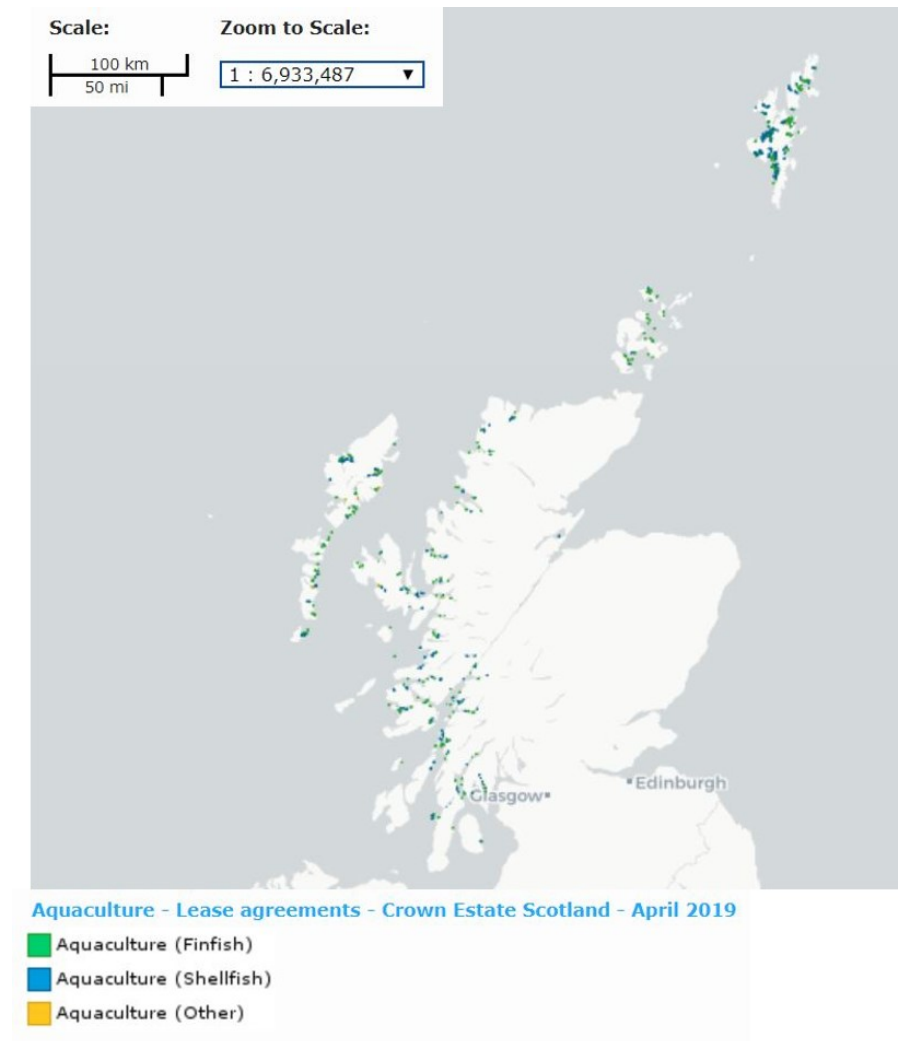 Scale: Zoom to Scale:
100 km
50 mi
1 : 6,933,487
Glasgow
Edinburgh
Aquaculture - Lease agreements - Crown Estate Scotland - April 2019
Aquaculture (Finfish)
Aquaculture (Shellfish)
Aquaculture (Other)